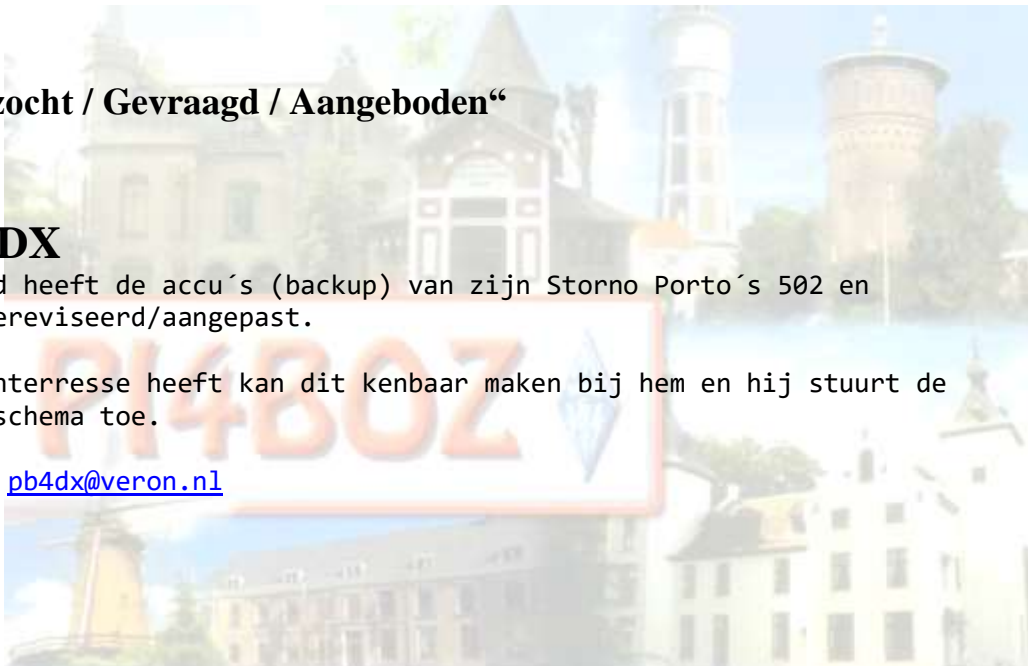 zocht / Gevraagd / Aangeboden“
DX
d heeft de accu´s (backup) van zijn Storno Porto´s 502 en
ereviseerd/aangepast.
nterresse heeft kan dit kenbaar maken bij hem en hij stuurt de
schema toe.
PI4BOZ
pb4dx@veron.nl